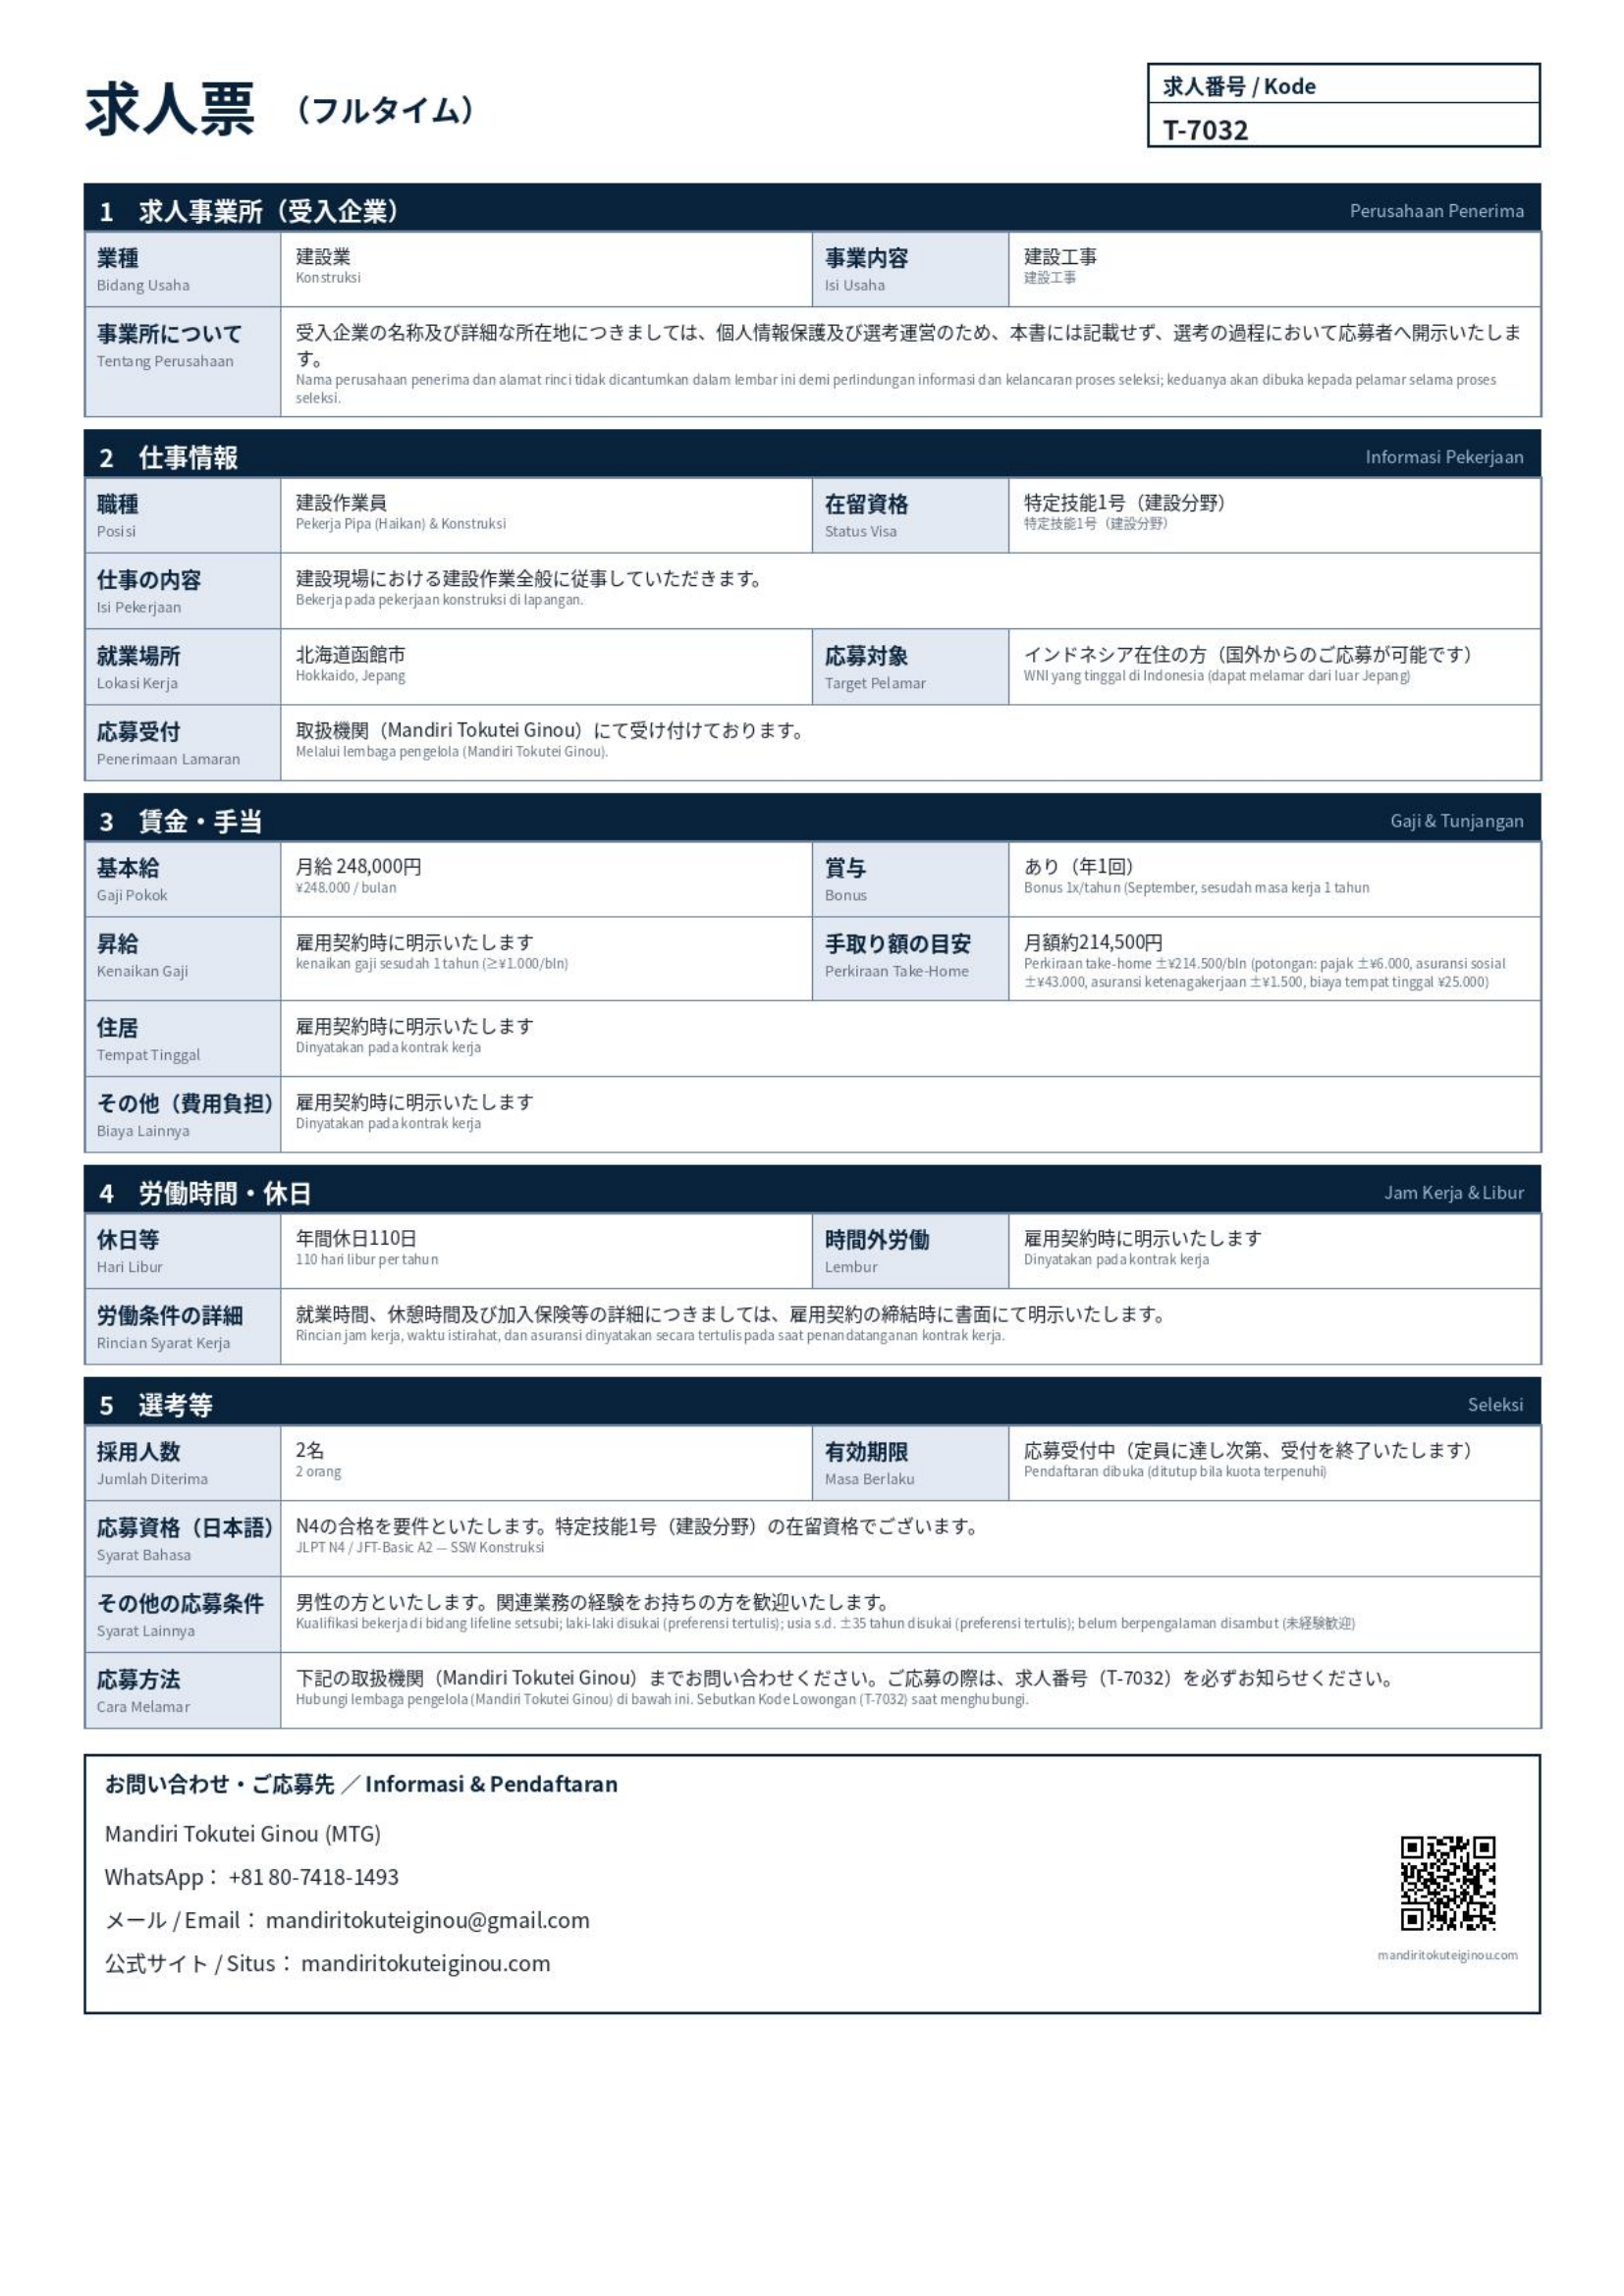 求人票 （フルタイム）
求人番号 / Kode
T-7032
1 求人事業所（受入企業） Perusahaan Penerima
業種
Bidang Usaha
建設業
Konstruksi
事業内容
Isi Usaha
建設工事
建設工事
事業所について
Tentang Perusahaan
受入企業の名称及び詳細な所在地につきましては、個人情報保護及び選考運営のため、本書には記載せず、選考の過程において応募者へ開示いたしま
す。
Nama perusahaan penerima dan alamat rinci tidak dicantumkan dalam lembar ini demi perlindungan informasi dan kelancaran proses seleksi; keduanya akan dibuka kepada pelamar selama proses
seleksi.
2 仕事情報 Informasi Pekerjaan
職種
Posisi
建設作業員
Pekerja Pipa (Haikan) & Konstruksi
在留資格
Status Visa
特定技能1号（建設分野）
特定技能1号（建設分野）
仕事の内容
Isi Pekerjaan
建設現場における建設作業全般に従事していただきます。
Bekerja pada pekerjaan konstruksi di lapangan.
就業場所
Lokasi Kerja
北海道函館市
Hokkaido, Jepang
応募対象
Target Pelamar
インドネシア在住の方（国外からのご応募が可能です）
WNI yang tinggal di Indonesia (dapat melamar dari luar Jepang)
応募受付
Penerimaan Lamaran
取扱機関（Mandiri Tokutei Ginou）にて受け付けております。
Melalui lembaga pengelola (Mandiri Tokutei Ginou).
3 賃金・手当 Gaji & Tunjangan
基本給
Gaji Pokok
月給 248,000円
¥248.000 / bulan
賞与
Bonus
あり（年1回）
Bonus 1x/tahun (September, sesudah masa kerja 1 tahun
昇給
Kenaikan Gaji
雇用契約時に明示いたします
kenaikan gaji sesudah 1 tahun (≥¥1.000/bln)
手取り額の目安
Perkiraan Take-Home
月額約214,500円
Perkiraan take-home ±¥214.500/bln (potongan: pajak ±¥6.000, asuransi sosial
±¥43.000, asuransi ketenagakerjaan ±¥1.500, biaya tempat tinggal ¥25.000)
住居
Tempat Tinggal
雇用契約時に明示いたします
Dinyatakan pada kontrak kerja
その他（費用負担）
Biaya Lainnya
雇用契約時に明示いたします
Dinyatakan pada kontrak kerja
4 労働時間・休日 Jam Kerja & Libur
休日等
Hari Libur
年間休日110日
110 hari libur per tahun
時間外労働
Lembur
雇用契約時に明示いたします
Dinyatakan pada kontrak kerja
労働条件の詳細
Rincian Syarat Kerja
就業時間、休憩時間及び加入保険等の詳細につきましては、雇用契約の締結時に書面にて明示いたします。
Rincian jam kerja, waktu istirahat, dan asuransi dinyatakan secara tertulis pada saat penandatanganan kontrak kerja.
5 選考等 Seleksi
採用人数
Jumlah Diterima
2名
2 orang
有効期限
Masa Berlaku
応募受付中（定員に達し次第、受付を終了いたします）
Pendaftaran dibuka (ditutup bila kuota terpenuhi)
応募資格（日本語）
Syarat Bahasa
N4の合格を要件といたします。特定技能1号（建設分野）の在留資格でございます。
JLPT N4 / JFT-Basic A2 — SSW Konstruksi
その他の応募条件
Syarat Lainnya
男性の方といたします。関連業務の経験をお持ちの方を歓迎いたします。
Kualifikasi bekerja di bidang lifeline setsubi; laki-laki disukai (preferensi tertulis); usia s.d. ±35 tahun disukai (preferensi tertulis); belum berpengalaman disambut (未経験歓迎)
応募方法
Cara Melamar
下記の取扱機関（Mandiri Tokutei Ginou）までお問い合わせください。ご応募の際は、求人番号（T-7032）を必ずお知らせください。
Hubungi lembaga pengelola (Mandiri Tokutei Ginou) di bawah ini. Sebutkan Kode Lowongan (T-7032) saat menghubungi.
お問い合わせ・ご応募先 ／ Informasi & Pendaftaran
Mandiri Tokutei Ginou (MTG)
WhatsApp： +81 80-7418-1493
メール / Email： mandiritokuteiginou@gmail.com
公式サイト / Situs： mandiritokuteiginou.com
mandiritokuteiginou.com